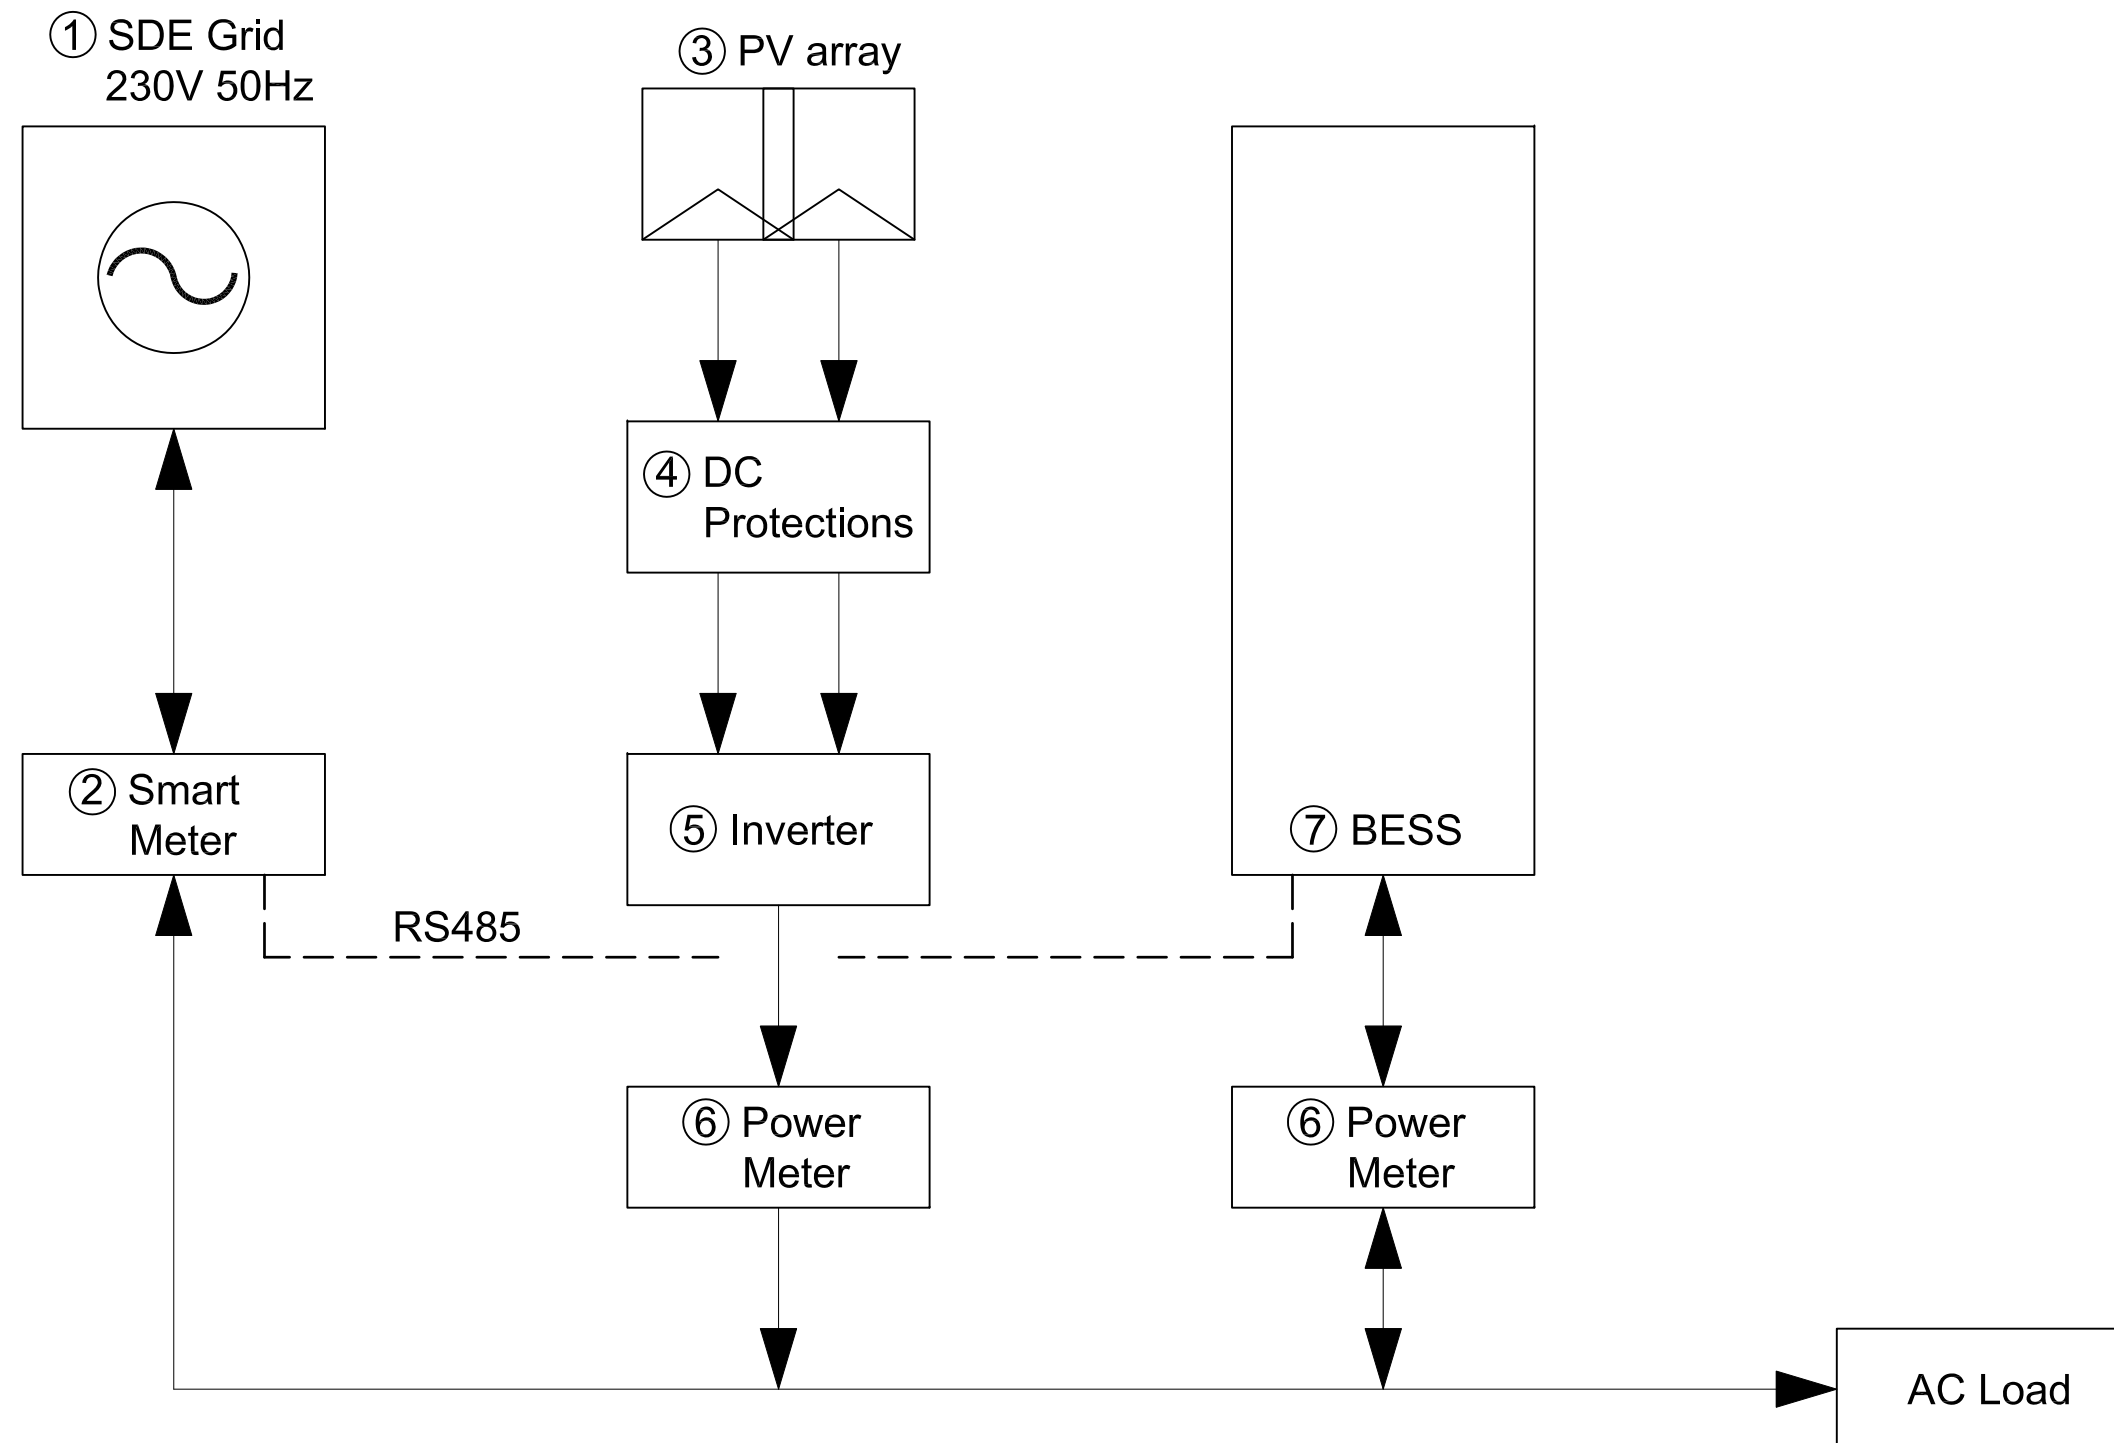 ① SDE Grid
230V 50Hz
③ PV array
④ DC
Protections
② Smart
Meter
⑤ Inverter
⑦ BESS
RS485
⑥ Power
Meter
⑥ Power
Meter
AC Load